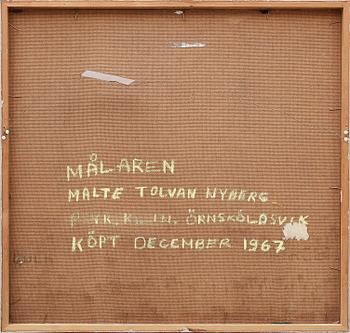 MÅLAREN
MALTE TOLVAN NYBERG
ÖRNSKÖLDSVIK
KÖPT DECEMBER 1967